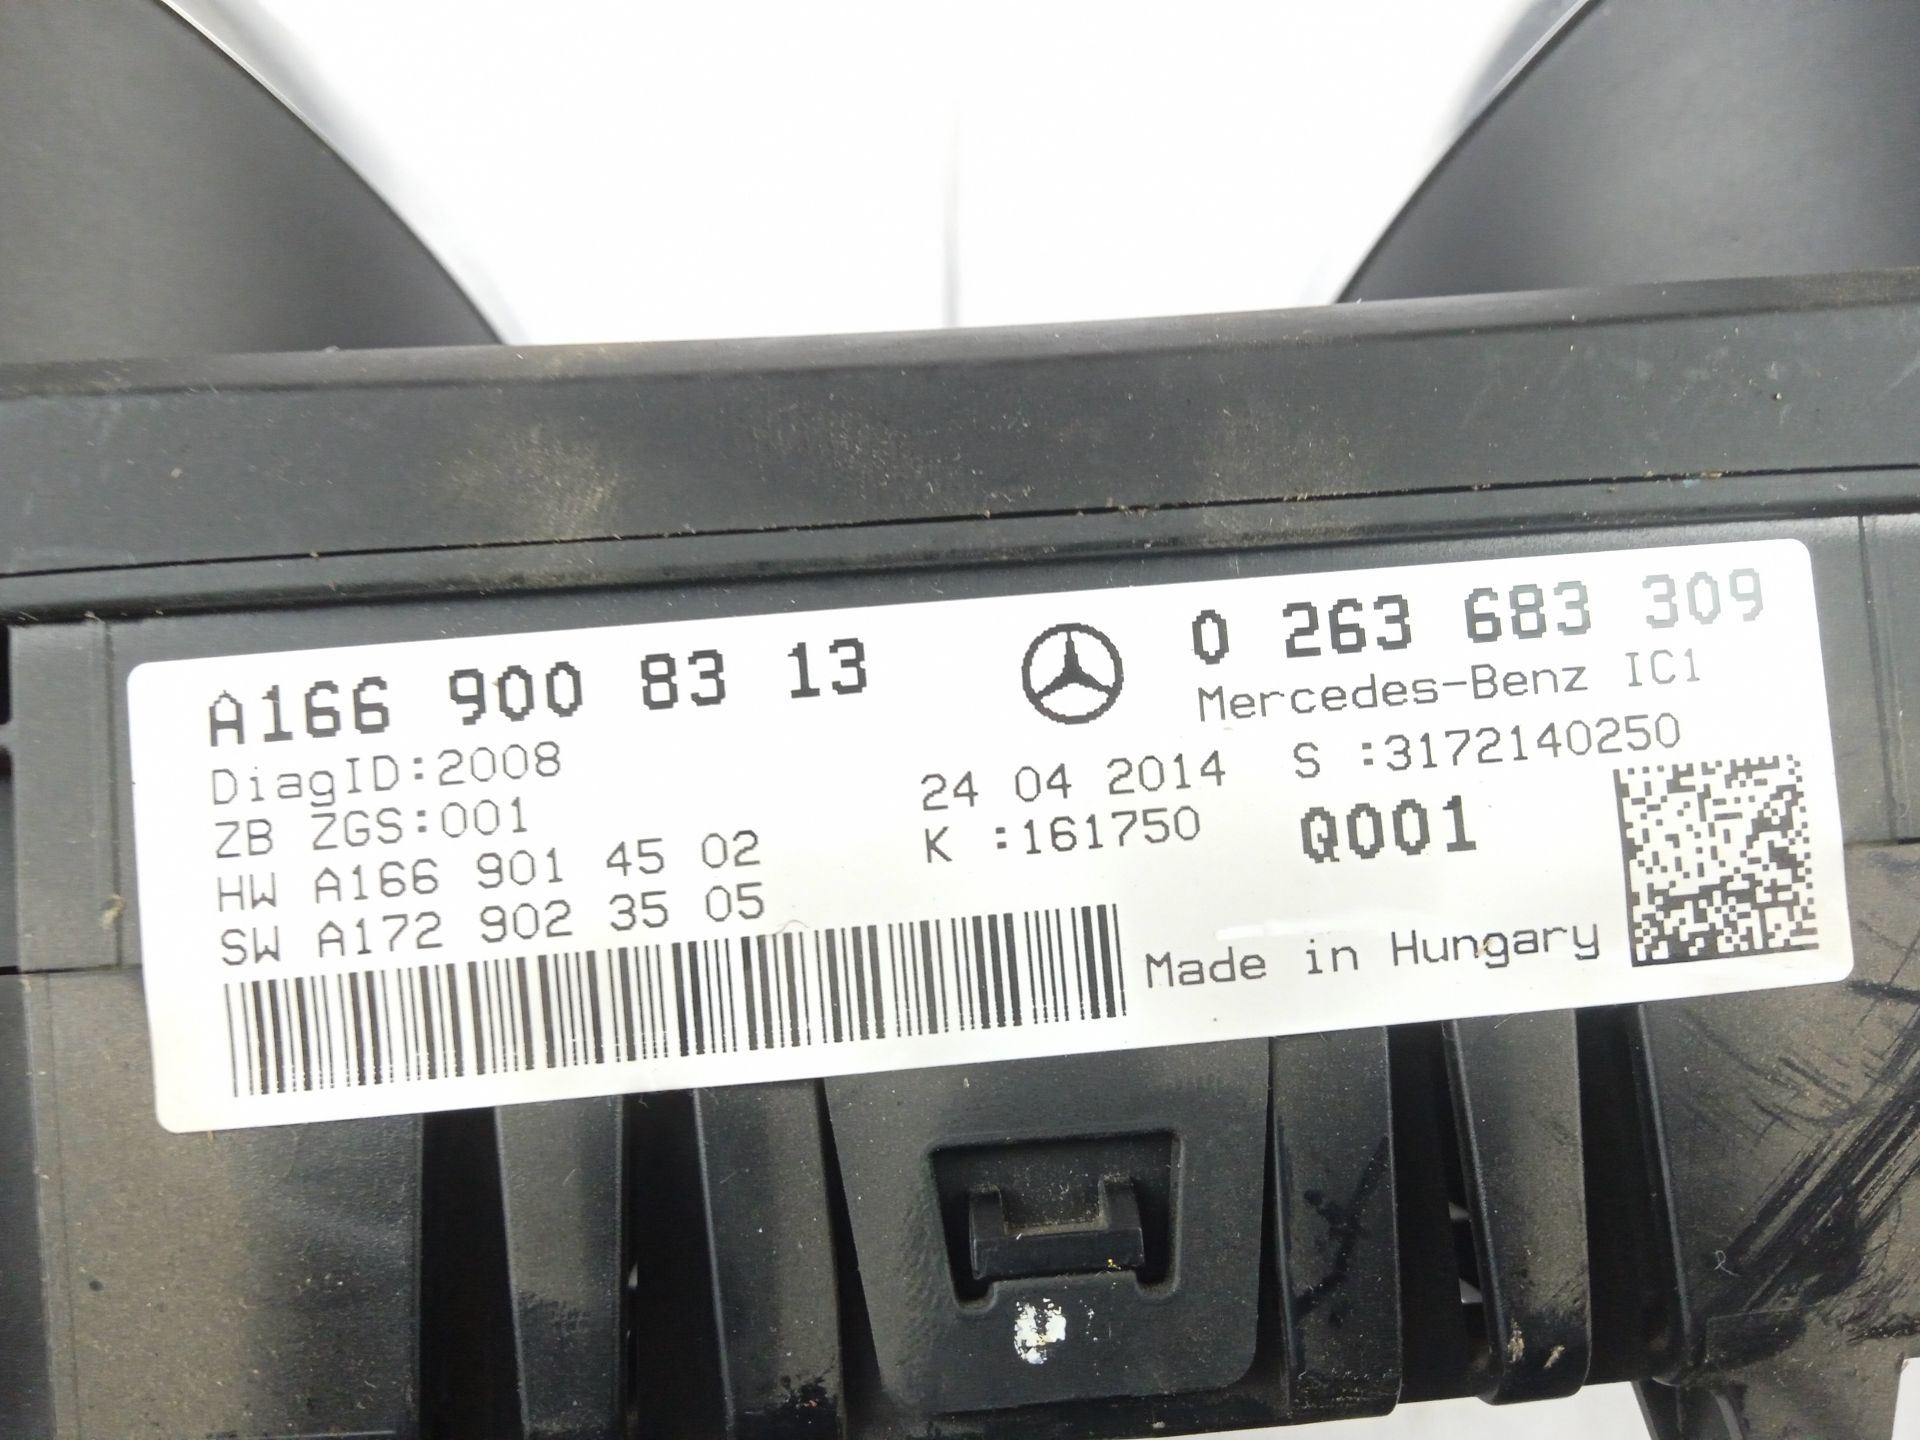 A166 900 83 13
0 263 683 309
Mercedes-Benz IC1
DiagID:2008
24 04 2014 S :3172140250
ZB ZGS:001
K :161750 Q001
HW A166 901 45 02
SW A172 902 35 05
Made in Hungary